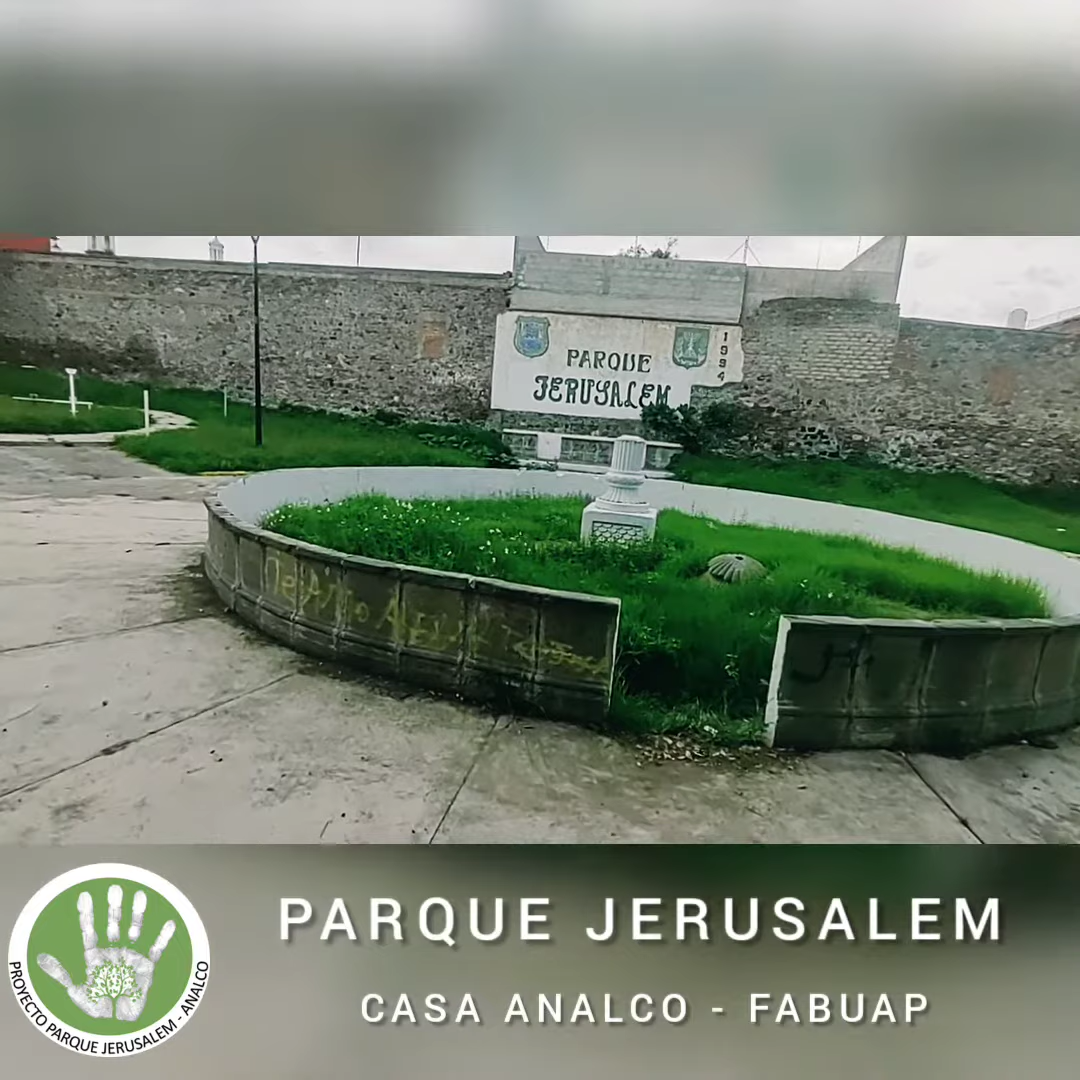 PARQUE
JERUSALEM
1994
PARQUE JERUSALEM
CASA ANALCO - FABUAP
PROYECTO PARQUE JERUSALEM - ANALCO